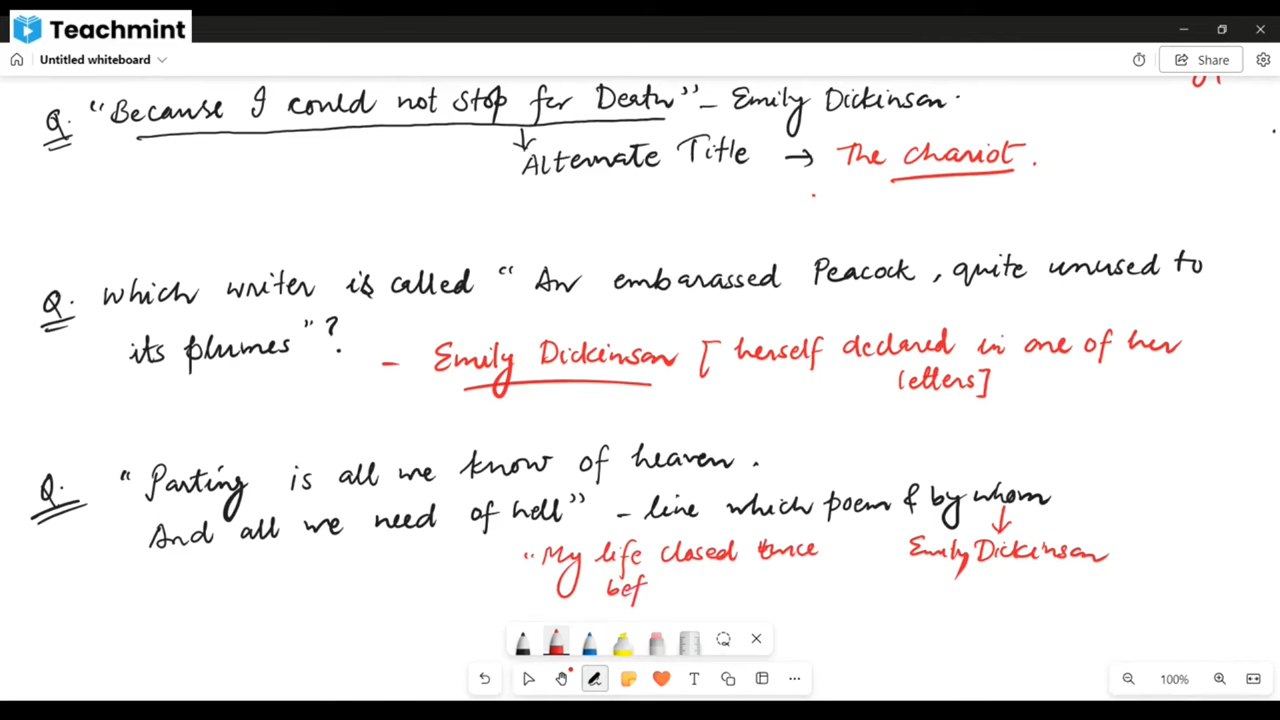 Teachmint
Untitled whiteboard
Share
Q. "Because I could not stop for Death" - Emily Dickinson.
Alternate Title → The chariot.
Q. which writer is called "An embarassed Peacock, quite unused to
its plumes"?
- Emily Dickinson [herself declared in one of her
letters]
Q. "Parting is all we know of heaven.
And all we need of hell" - line which poem & by whom
"My life closed twice
bef
Emily Dickinson
100%